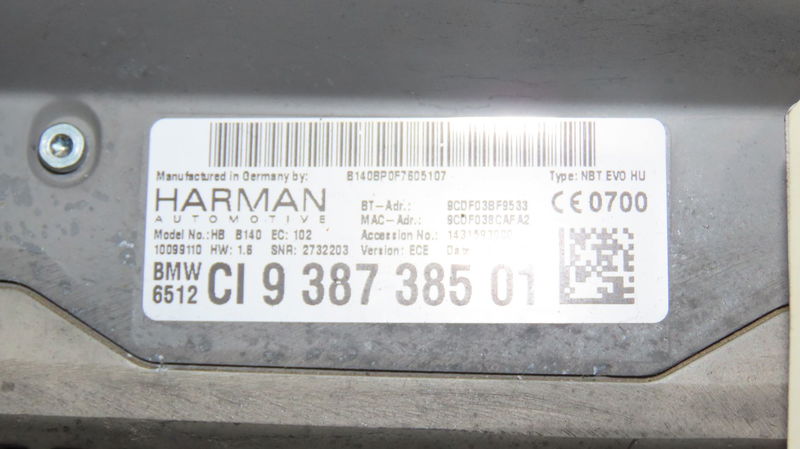 Manufactured in Germany by: B140BP0F7605107 Type: NBT EVO HU
HARMAN
AUTOMOTIVE
BT-Adr.: 9CDF03BF9533
MAC-Adr.: 9CDF03BCAFA2
CE 0700
Model No.: HB B140 EC: 102 Accession No.:
10099110 HW: 1.6 SNR: 2732203 Version: ECE
BMW
6512
CI 9 387 385 01